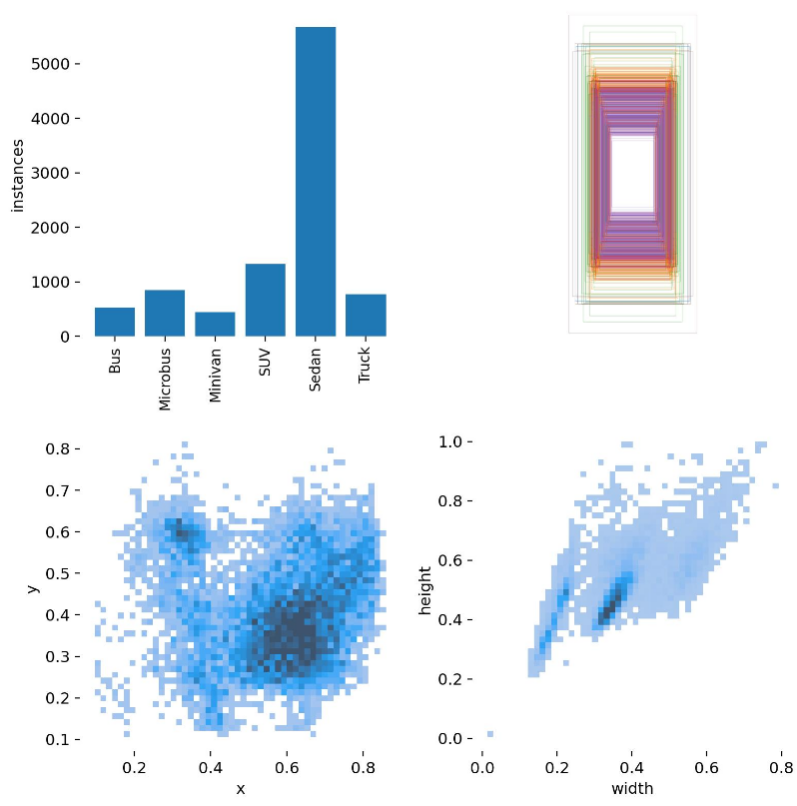 5000
4000
3000
2000
1000
0
instances
Bus
Microbus
Minivan
SUV
Sedan
Truck
0.8
0.7
0.6
0.5
0.4
0.3
0.2
0.1
y
0.2 0.4 0.6 0.8
x
1.0
0.8
0.6
0.4
0.2
0.0
height
0.0 0.2 0.4 0.6 0.8
width